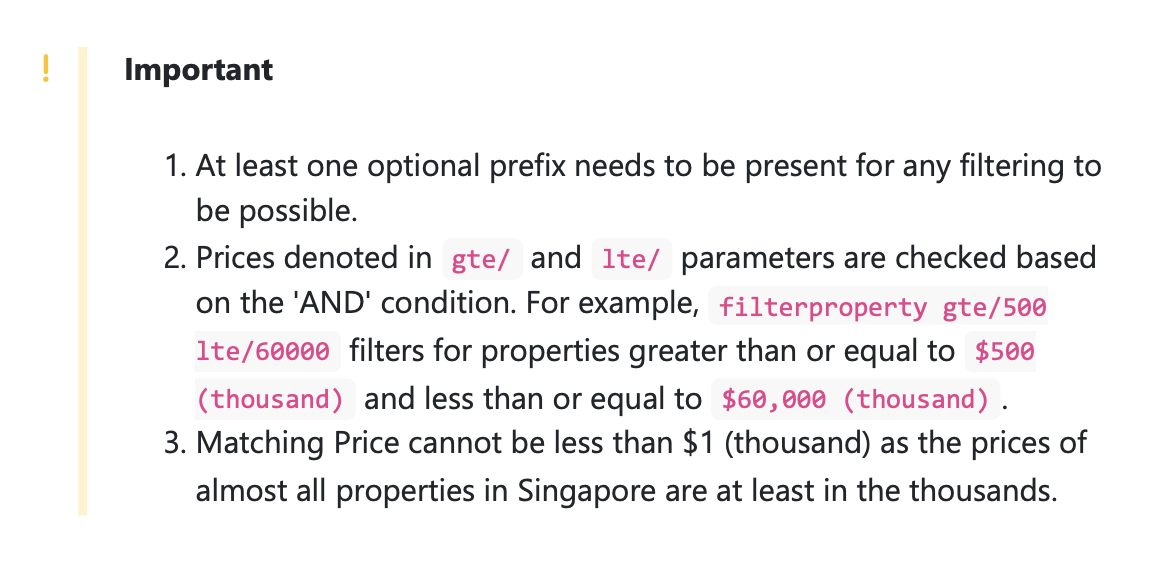 !
Important
1. At least one optional prefix needs to be present for any filtering to
be possible.
2. Prices denoted in gte/ and lte/ parameters are checked based
on the 'AND' condition. For example, filterproperty gte/500
lte/60000 filters for properties greater than or equal to $500
(thousand) and less than or equal to $60,000 (thousand) .
3. Matching Price cannot be less than $1 (thousand) as the prices of
almost all properties in Singapore are at least in the thousands.